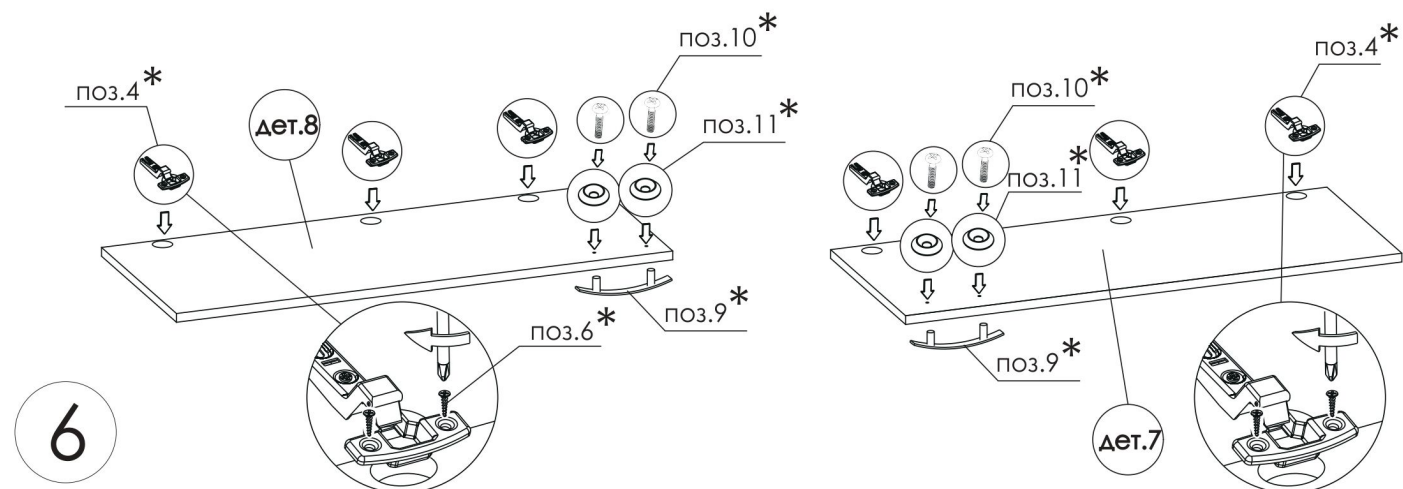 поз.4*
дет.8
поз.10*
поз.11*
поз.6*
поз.9*
6
поз.4*
поз.10*
поз.11*
поз.9*
дет.7